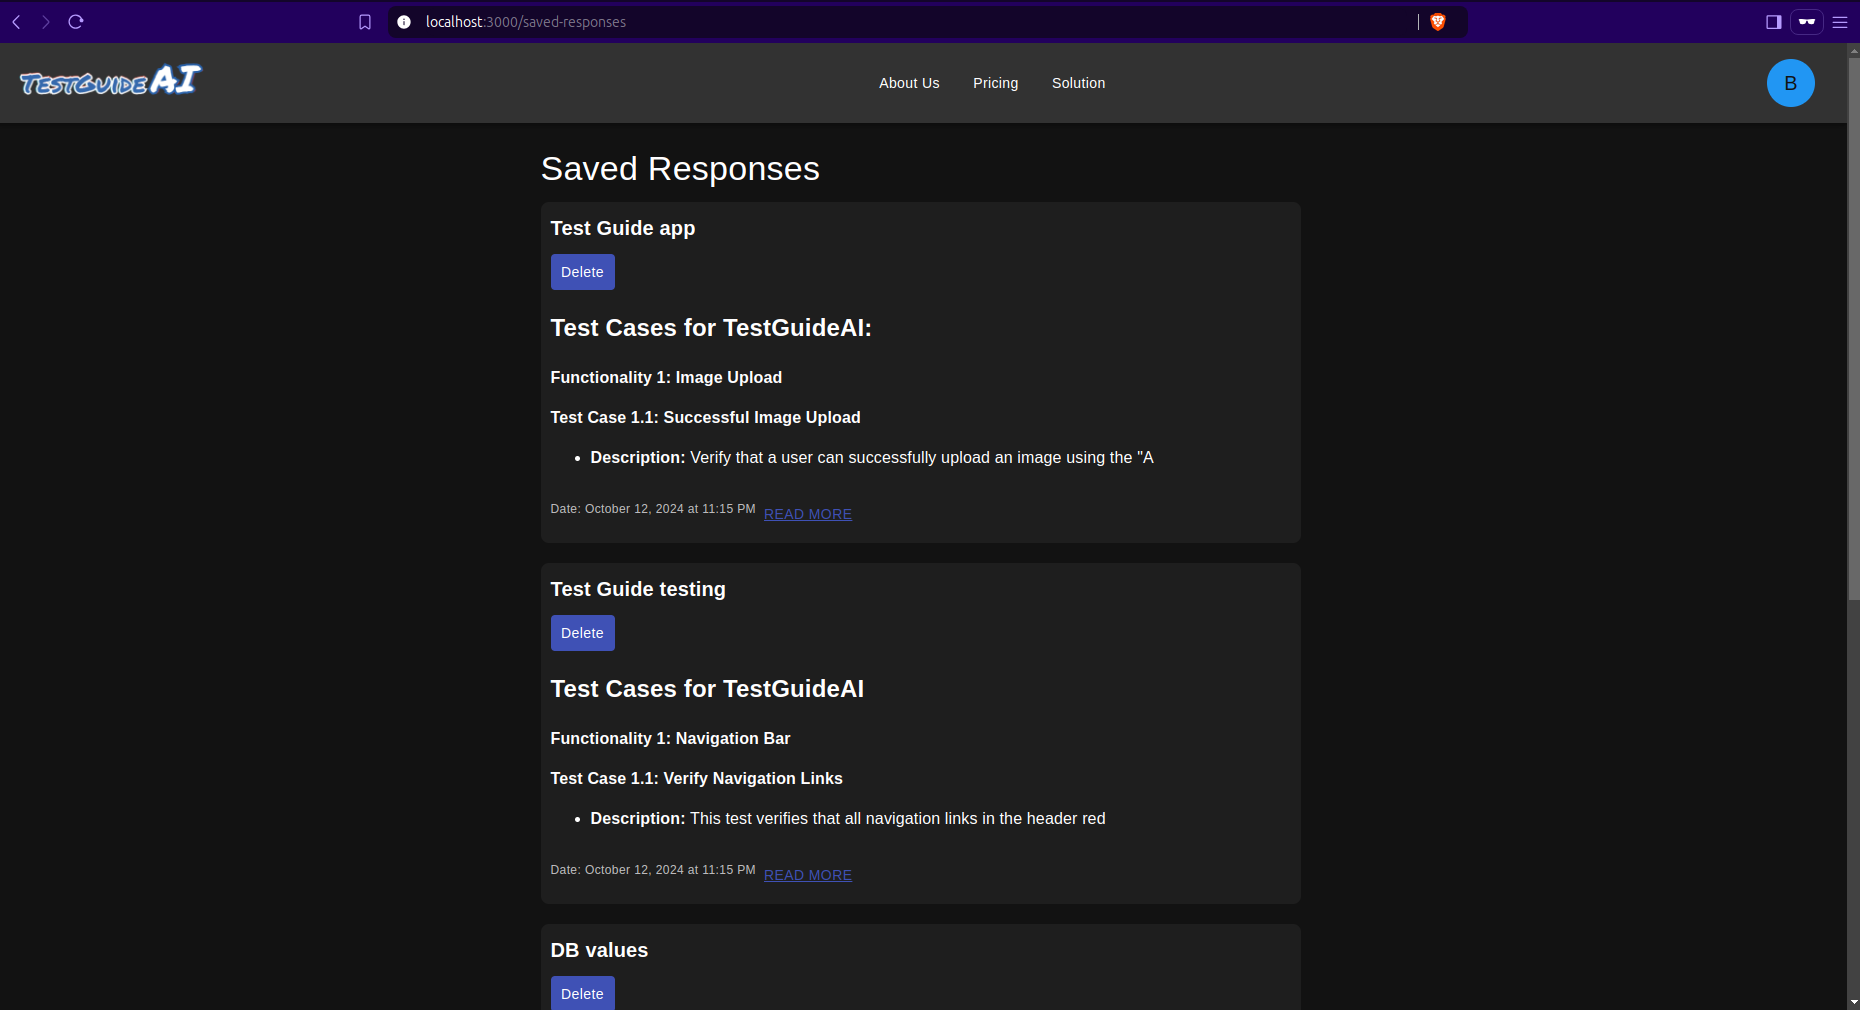 localhost:3000/saved-responses
TestGuide AI
About Us Pricing Solution
B
Saved Responses
Test Guide app
Delete
Test Cases for TestGuideAI:
Functionality 1: Image Upload
Test Case 1.1: Successful Image Upload
• Description: Verify that a user can successfully upload an image using the "A
Date: October 12, 2024 at 11:15 PM READ MORE
Test Guide testing
Delete
Test Cases for TestGuideAI
Functionality 1: Navigation Bar
Test Case 1.1: Verify Navigation Links
• Description: This test verifies that all navigation links in the header red
Date: October 12, 2024 at 11:15 PM READ MORE
DB values
Delete